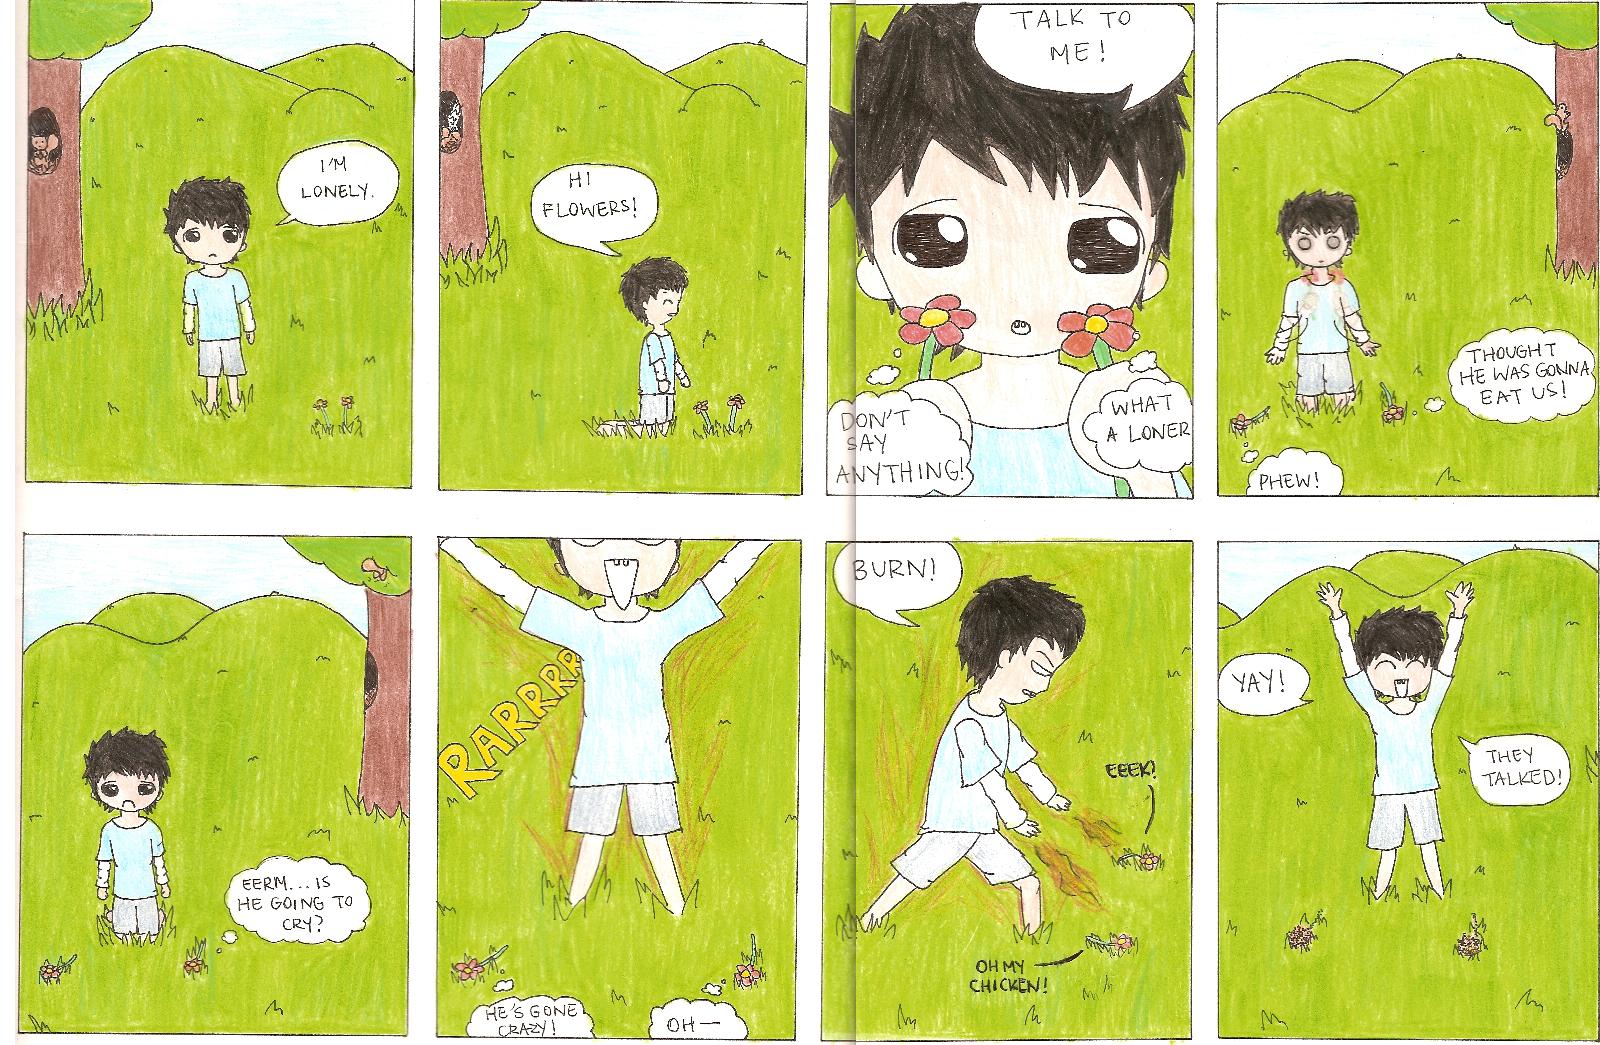 I'M
LONELY.
HI
FLOWERS!
TALK TO
ME!
DON'T
SAY
ANYTHING!
WHAT
A LONER
THOUGHT
HE WAS GONNA
EAT US!
PHEW!
EERM... IS
HE GOING TO
CRY?
RARRRRR
HE'S GONE
CRAZY!
OH—
BURN!
EEEK!
OH MY
CHICKEN!
YAY!
THEY
TALKED!